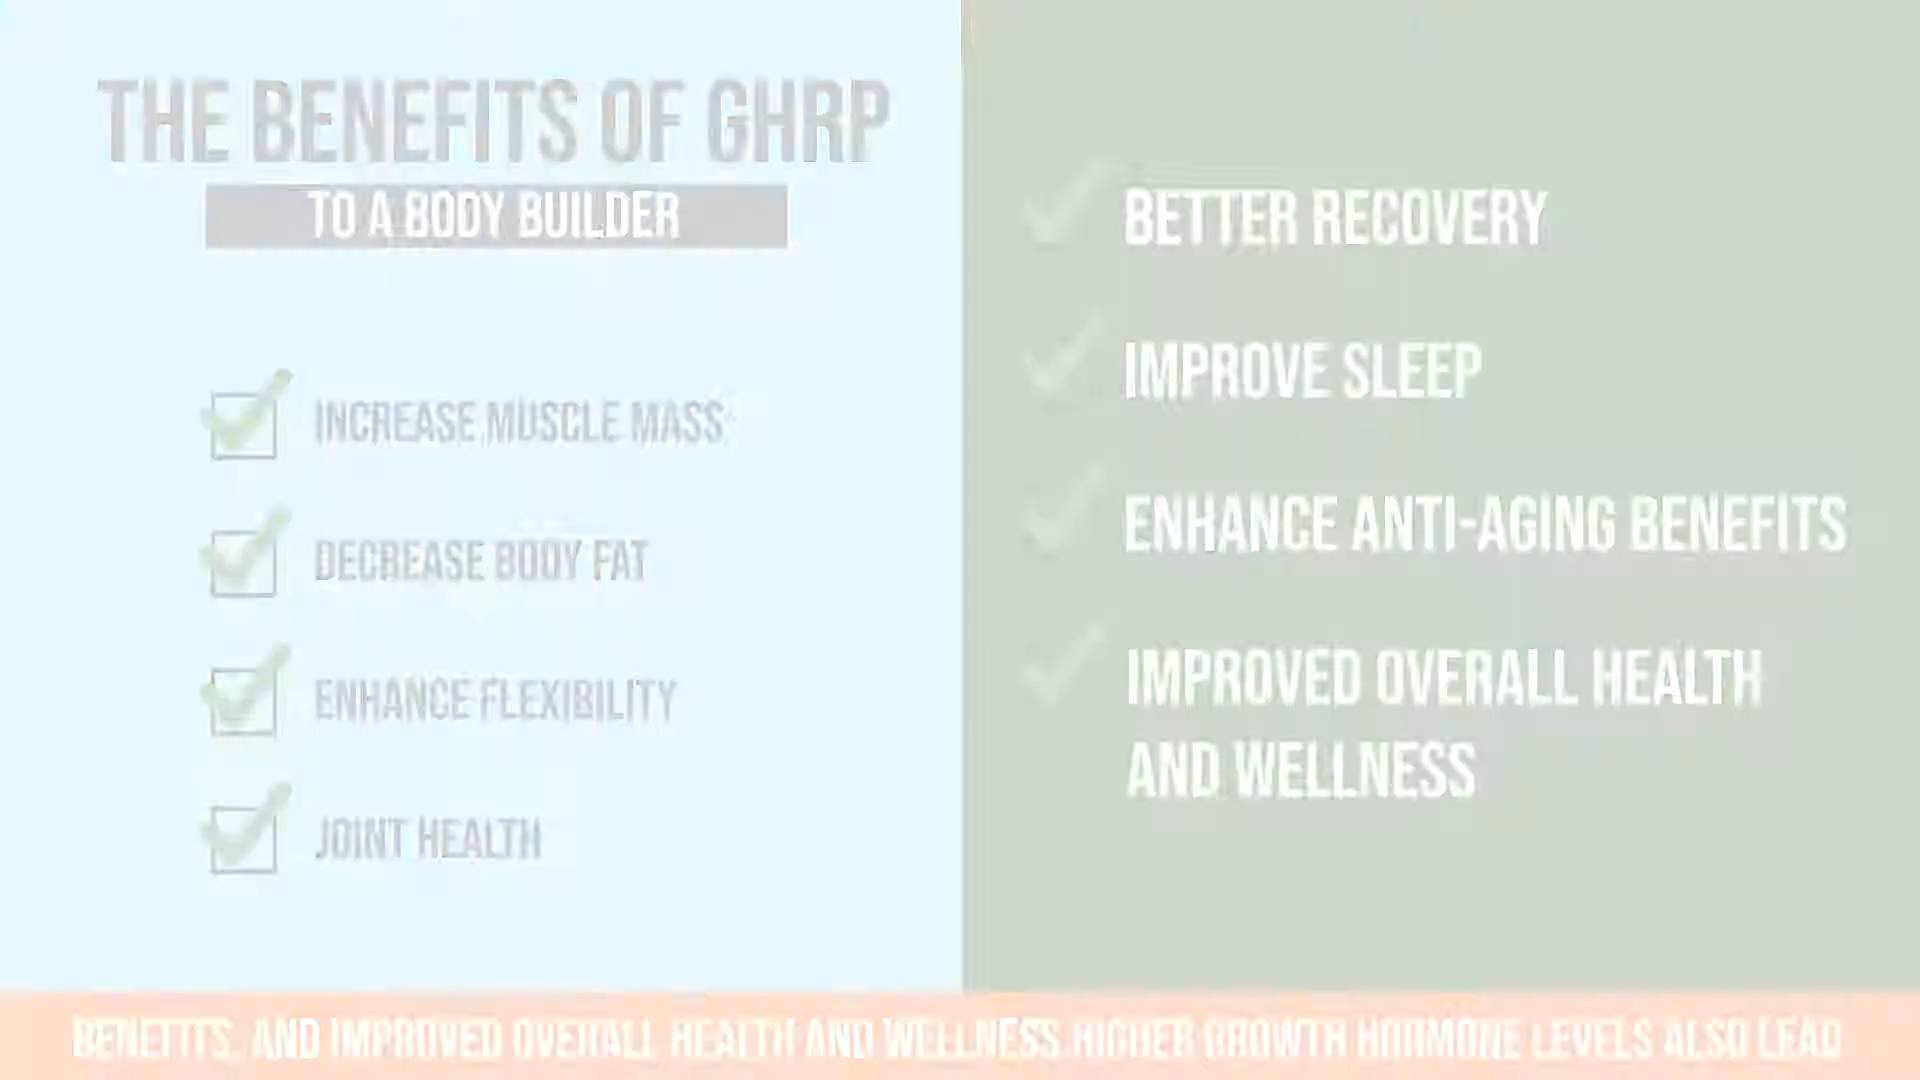 THE BENEFITS OF GHRP
TO A BODY BUILDER
INCREASE MUSCLE MASS
DECREASE BODY FAT
ENHANCE FLEXIBILITY
JOINT HEALTH
BETTER RECOVERY
IMPROVE SLEEP
ENHANCE ANTI-AGING BENEFITS
IMPROVED OVERALL HEALTH
AND WELLNESS
BENEFITS, AND IMPROVED OVERALL HEALTH AND WELLNESS.HIGHER GROWTH HORMONE LEVELS ALSO LEAD